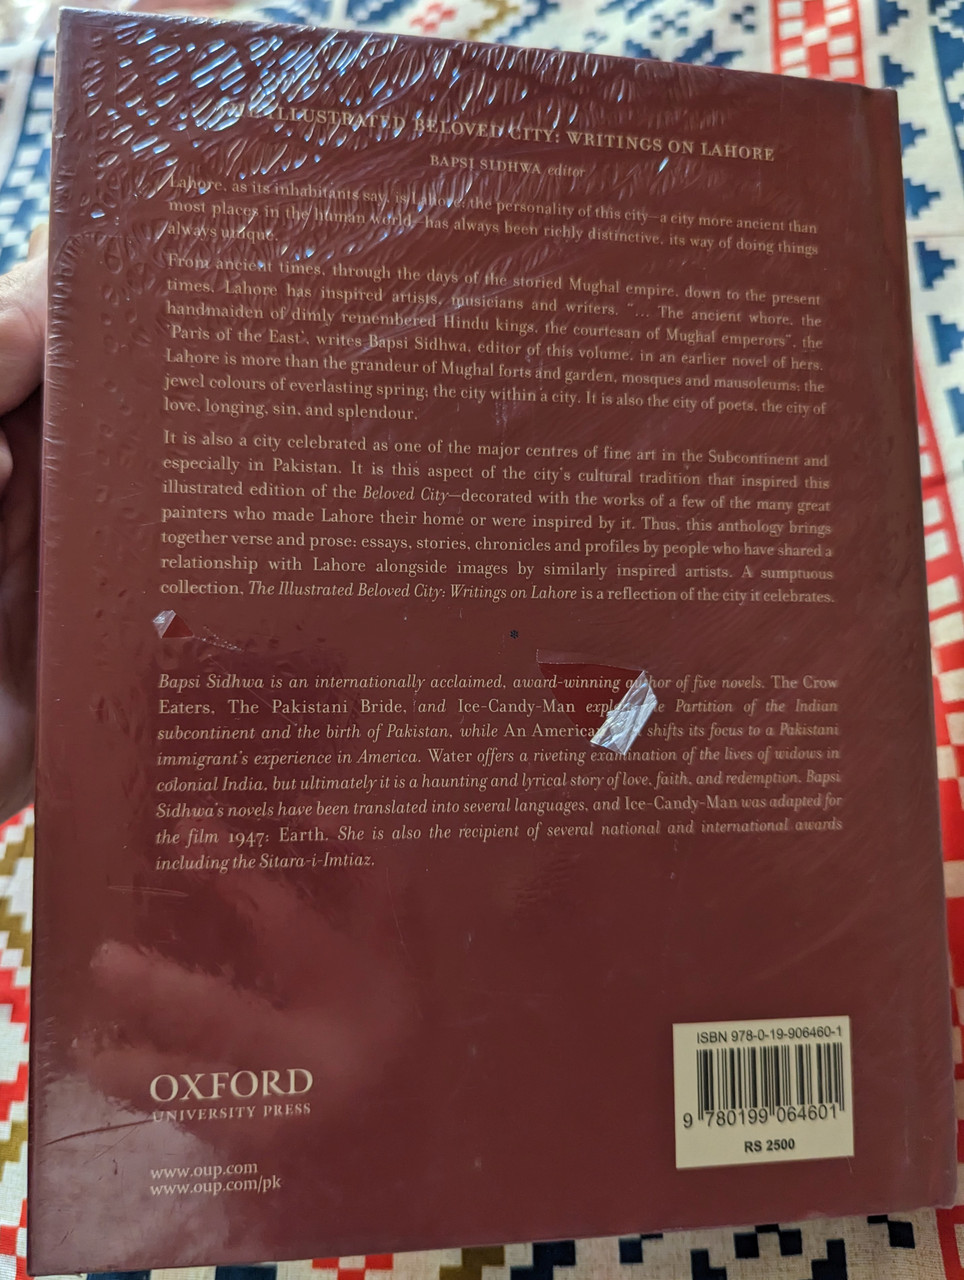 ILLUSTRATED BELOVED CITY: WRITINGS ON LAHORE
BAPSI SIDHWA editor
Lahore, as its inhabitants say, is Lahore; the personality of this city—a city more ancient than
most places in the human world—has always been richly distinctive, its way of doing things
always unique.
From ancient times, through the days of the storied Mughal empire, down to the present
times, Lahore has inspired artists, musicians and writers. "... The ancient whore, the
handmaiden of dimly remembered Hindu kings, the courtesan of Mughal emperors", the
'Paris of the East', writes Bapsi Sidhwa, editor of this volume, in an earlier novel of hers.
Lahore is more than the grandeur of Mughal forts and garden, mosques and mausoleums; the
jewel colours of everlasting spring; the city within a city. It is also the city of poets, the city of
love, longing, sin, and splendour.
It is also a city celebrated as one of the major centres of fine art in the Subcontinent and
especially in Pakistan. It is this aspect of the city's cultural tradition that inspired this
illustrated edition of the Beloved City—decorated with the works of a few of the many great
painters who made Lahore their home or were inspired by it. Thus, this anthology brings
together verse and prose: essays, stories, chronicles and profiles by people who have shared a
relationship with Lahore alongside images by similarly inspired artists. A sumptuous
collection, The Illustrated Beloved City: Writings on Lahore is a reflection of the city it celebrates.
*
Bapsi Sidhwa is an internationally acclaimed, award-winning author of five novels. The Crow
Eaters, The Pakistani Bride, and Ice-Candy-Man explore the Partition of the Indian
subcontinent and the birth of Pakistan, while An American shifts its focus to a Pakistani
immigrant's experience in America. Water offers a riveting examination of the lives of widows in
colonial India, but ultimately it is a haunting and lyrical story of love, faith, and redemption. Bapsi
Sidhwa's novels have been translated into several languages, and Ice-Candy-Man was adapted for
the film 1947: Earth. She is also the recipient of several national and international awards
including the Sitara-i-Imtiaz.
ISBN 978-0-19-906460-1
9 780199 064601
RS 2500
OXFORD
UNIVERSITY PRESS
www.oup.com
www.oup.com/pk